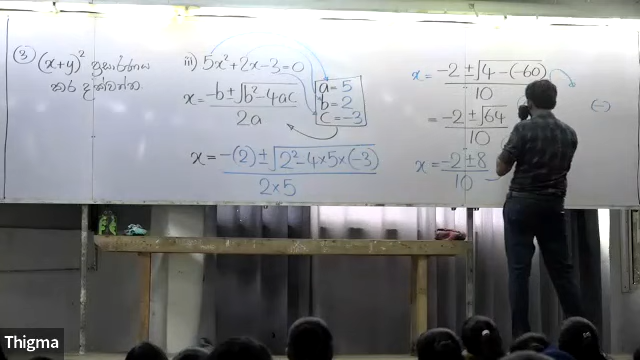 ③ (x+y)² ප්‍රසාරණය
කර දක්වන්න.
iii) 5x²+2x-3=0
x = -b±√b²-4ac / 2a
a = 5
b = 2
c = -3
x = -(2) ± √2²-4×5×(-3) / 2×5
x = -2 ± √4-(-60) / 10
= -2 ± √64 / 10
x = -2 ± 8 / 10
(-)
Thigma